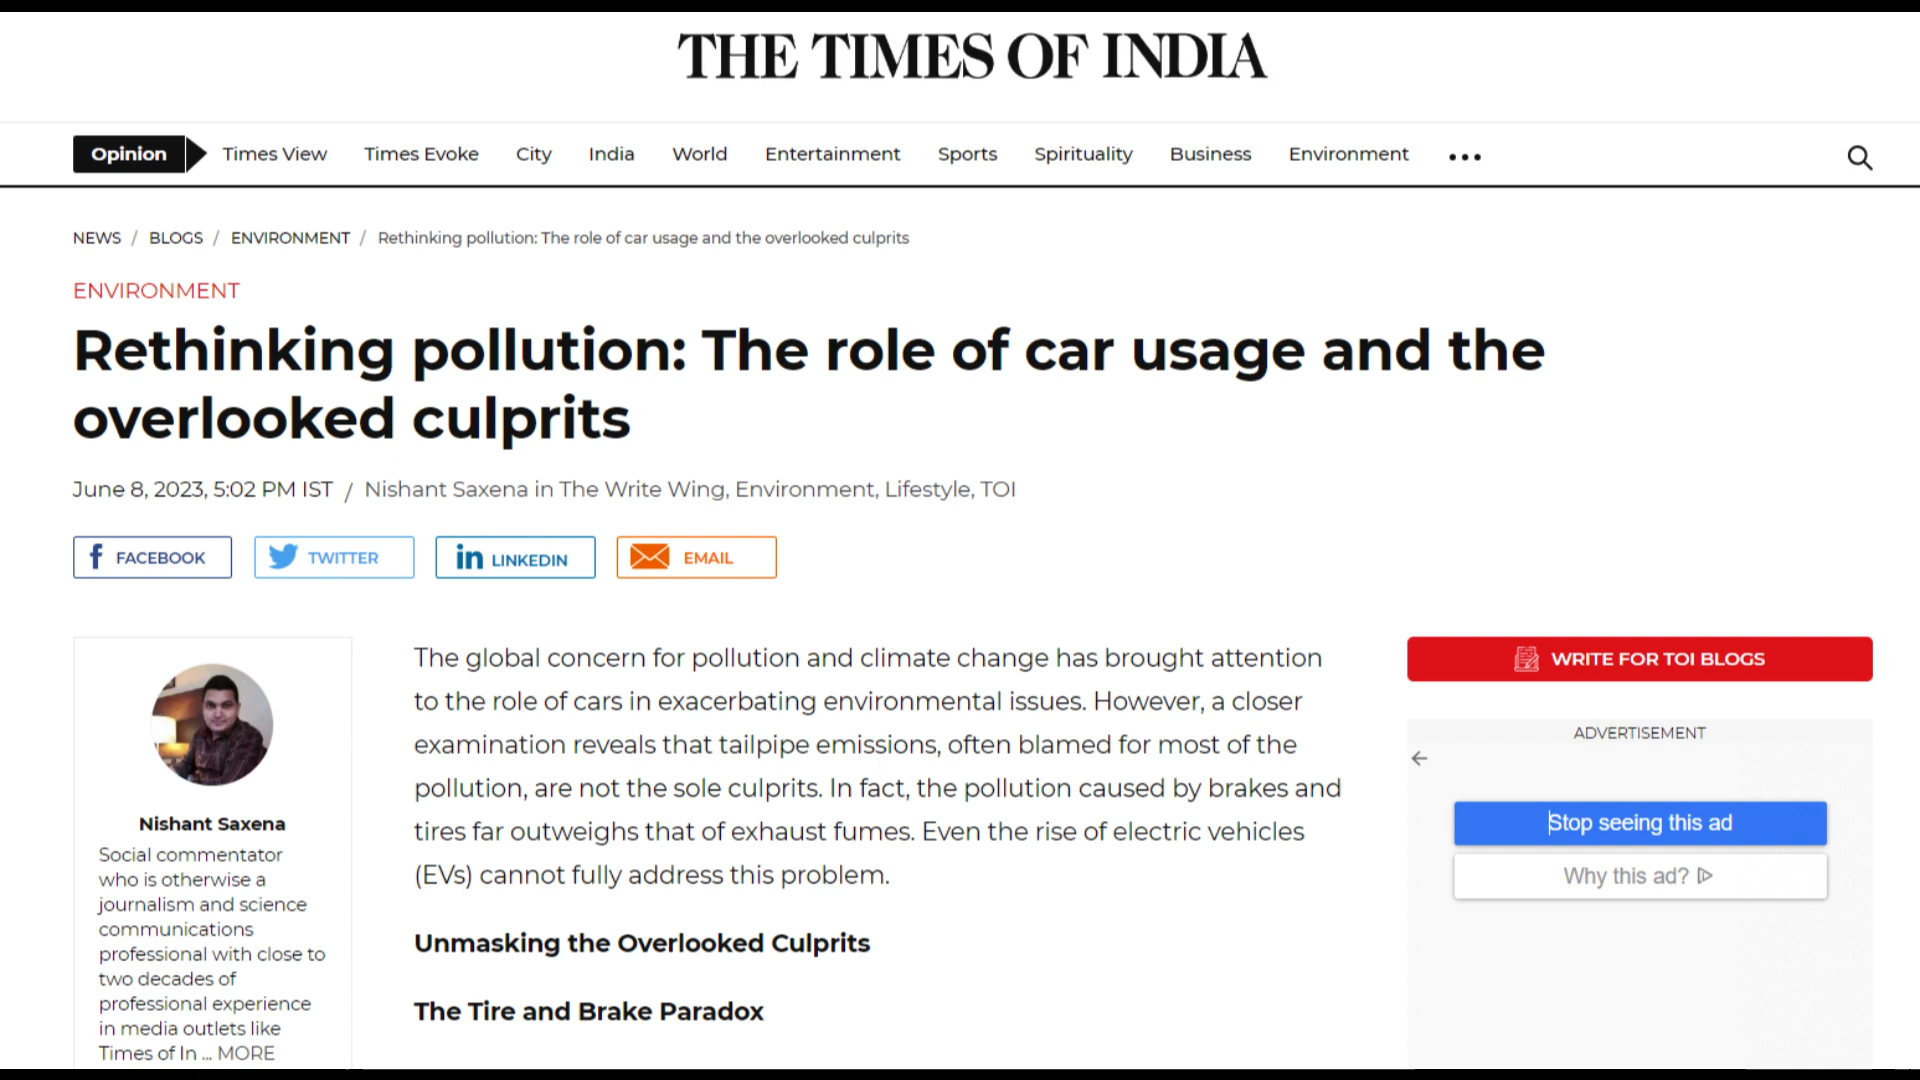 THE TIMES OF INDIA
Opinion Times View Times Evoke City India World Entertainment Sports Spirituality Business Environment
NEWS / BLOGS / ENVIRONMENT / Rethinking pollution: The role of car usage and the overlooked culprits
ENVIRONMENT
Rethinking pollution: The role of car usage and the
overlooked culprits
June 8, 2023, 5:02 PM IST / Nishant Saxena in The Write Wing, Environment, Lifestyle, TOI
FACEBOOK TWITTER LINKEDIN EMAIL
Nishant Saxena
Social commentator
who is otherwise a
journalism and science
communications
professional with close to
two decades of
professional experience
in media outlets like
Times of In ... MORE
The global concern for pollution and climate change has brought attention
to the role of cars in exacerbating environmental issues. However, a closer
examination reveals that tailpipe emissions, often blamed for most of the
pollution, are not the sole culprits. In fact, the pollution caused by brakes and
tires far outweighs that of exhaust fumes. Even the rise of electric vehicles
(EVs) cannot fully address this problem.
Unmasking the Overlooked Culprits
The Tire and Brake Paradox
WRITE FOR TOI BLOGS
ADVERTISEMENT
Stop seeing this ad
Why this ad?